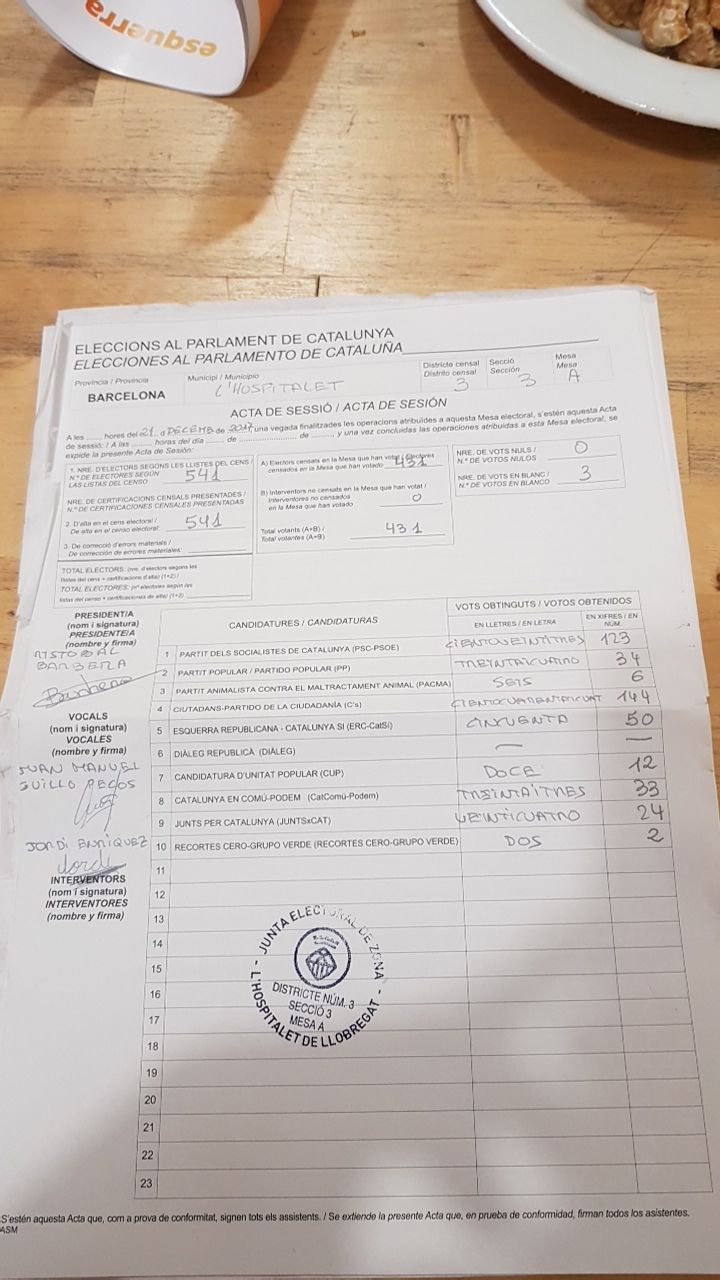 esquerra
ELECCIONS AL PARLAMENT DE CATALUNYA
ELECCIONES AL PARLAMENTO DE CATALUÑA
Província / Provincia
BARCELONA
Municipi / Municipio
L'HOSPITALET
Districte censal
Distrito censal
3
Secció
Sección
3
Mesa
Mesa
A
ACTA DE SESSIÓ / ACTA DE SESIÓN
A les ...... hores del 21 d DECEMB de 2017, una vegada finalitzades les operacions atribuïdes a aquesta Mesa electoral, s'estén aquesta Acta
de sessió: / A las ...... horas del día ...... de ...... de ...... y una vez concluidas las operaciones atribuidas a esta Mesa electoral, se
expide la presente Acta de Sesión:
1. NRE. D'ELECTORS SEGONS LES LLISTES DEL CENS /
N.º DE ELECTORES SEGÚN
LAS LISTAS DEL CENSO
541
NRE. DE CERTIFICACIONS CENSALS PRESENTADES /
N.º DE CERTIFICACIONES CENSALES PRESENTADAS
2. D'alta en el cens electoral /
De alta en el censo electoral:
541
3. De correcció d'errors materials /
De corrección de errores materiales:
TOTAL ELECTORS: (nre. d'electors segons les
llistes del cens + certificacions d'alta) (1+2) /
TOTAL ELECTORES: (nº electores según las
listas del censo + certificaciones de alta) (1+2)
A) Electors censats en la Mesa que han votat / Electores
censados en la Mesa que han votado
431
B) Interventors no censats en la Mesa que han votat /
Interventores no censados
en la Mesa que han votado
0
Total votants (A+B) /
Total votantes (A+B)
431
NRE. DE VOTS NULS /
N.º DE VOTOS NULOS
0
NRE. DE VOTS EN BLANC /
N.º DE VOTOS EN BLANCO
3
PRESIDENT/A
(nom i signatura)
PRESIDENTE/A
(nombre y firma)
BARBERA
Barbera
VOCALS
(nom i signatura)
VOCALES
(nombre y firma)
JUAN MANUEL
JORDI ENRIQUEZ
Jordi
INTERVENTORS
(nom i signatura)
INTERVENTORES
(nombre y firma)
CANDIDATURES / CANDIDATURAS
VOTS OBTINGUTS / VOTOS OBTENIDOS
EN LLETRES / EN LETRA
EN XIFRES / EN
NÚM.
1 PARTIT DELS SOCIALISTES DE CATALUNYA (PSC-PSOE) CIENTOVEINTITRES 123
2 PARTIT POPULAR / PARTIDO POPULAR (PP) TREINTAICUATRO 34
3 PARTIT ANIMALISTA CONTRA EL MALTRACTAMENT ANIMAL (PACMA) SEIS 6
4 CIUTADANS-PARTIDO DE LA CIUDADANÍA (C's) CIENTOCUARENTAICUAT 144
5 ESQUERRA REPUBLICANA - CATALUNYA SÍ (ERC-CatSí) CINCUENTA 50
6 DIÀLEG REPUBLICÀ (DIÀLEG) — —
7 CANDIDATURA D'UNITAT POPULAR (CUP) DOCE 12
8 CATALUNYA EN COMÚ-PODEM (CatComú-Podem) TREINTAITRES 33
9 JUNTS PER CATALUNYA (JUNTSxCAT) VEINTICUATRO 24
10 RECORTES CERO-GRUPO VERDE (RECORTES CERO-GRUPO VERDE) DOS 2
11
12
13
14
15
16
17
18
19
20
21
22
23
JUNTA ELECTORAL DE ZONA
DISTRICTE NÚM. 3
SECCIÓ 3
MESA A
- L'HOSPITALET DE LLOBREGAT -
S'estén aquesta Acta que, com a prova de conformitat, signen tots els assistents. / Se extiende la presente Acta que, en prueba de conformidad, firman todos los asistentes.
ASM